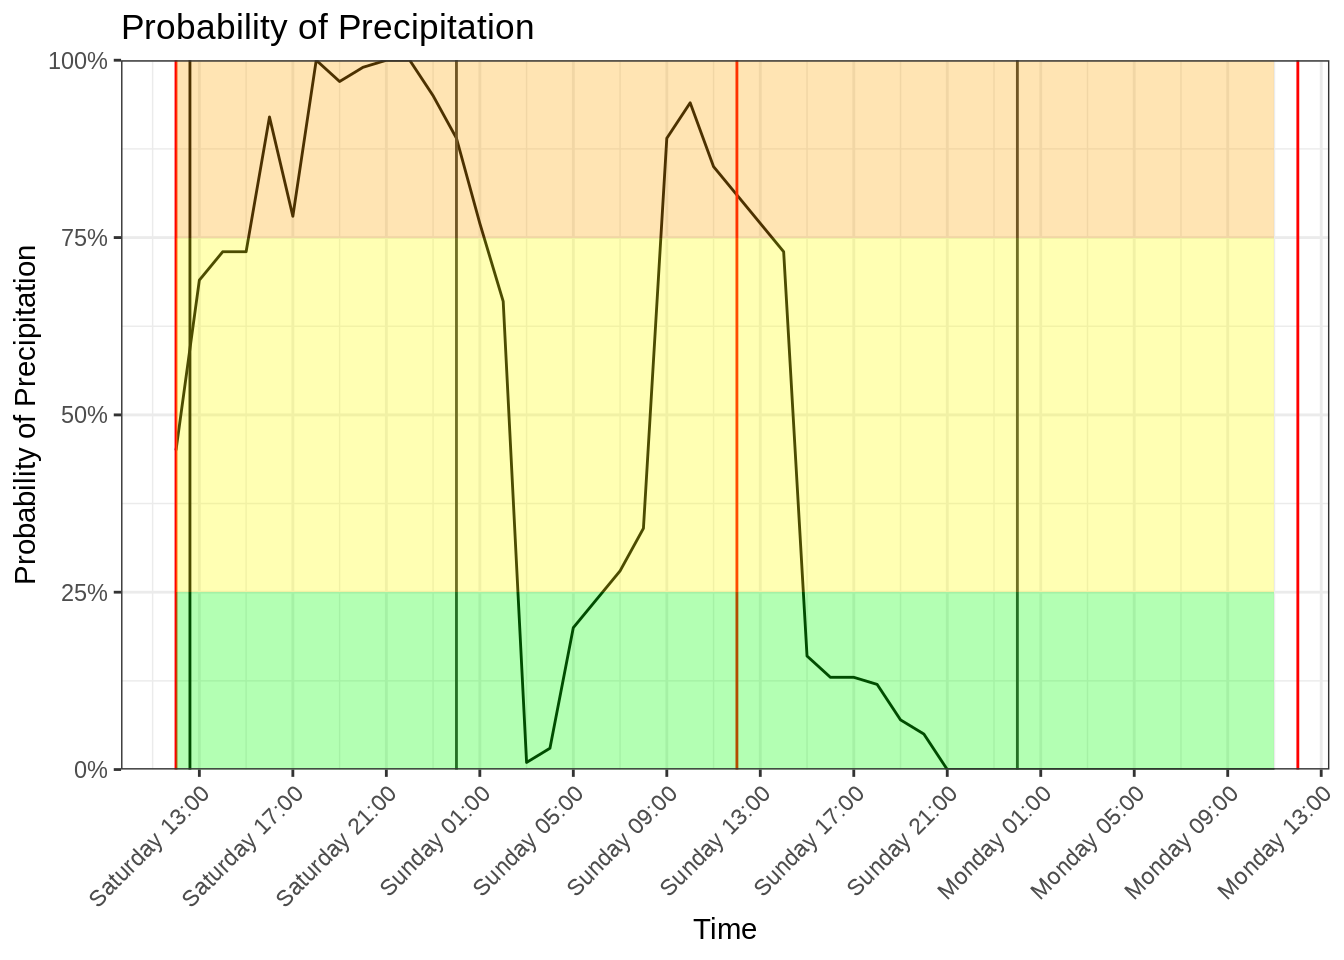 Probability of Precipitation
Probability of Precipitation
100%
75%
50%
25%
0%
Saturday 13:00
Saturday 17:00
Saturday 21:00
Sunday 01:00
Sunday 05:00
Sunday 09:00
Sunday 13:00
Sunday 17:00
Sunday 21:00
Monday 01:00
Monday 05:00
Monday 09:00
Monday 13:00
Time